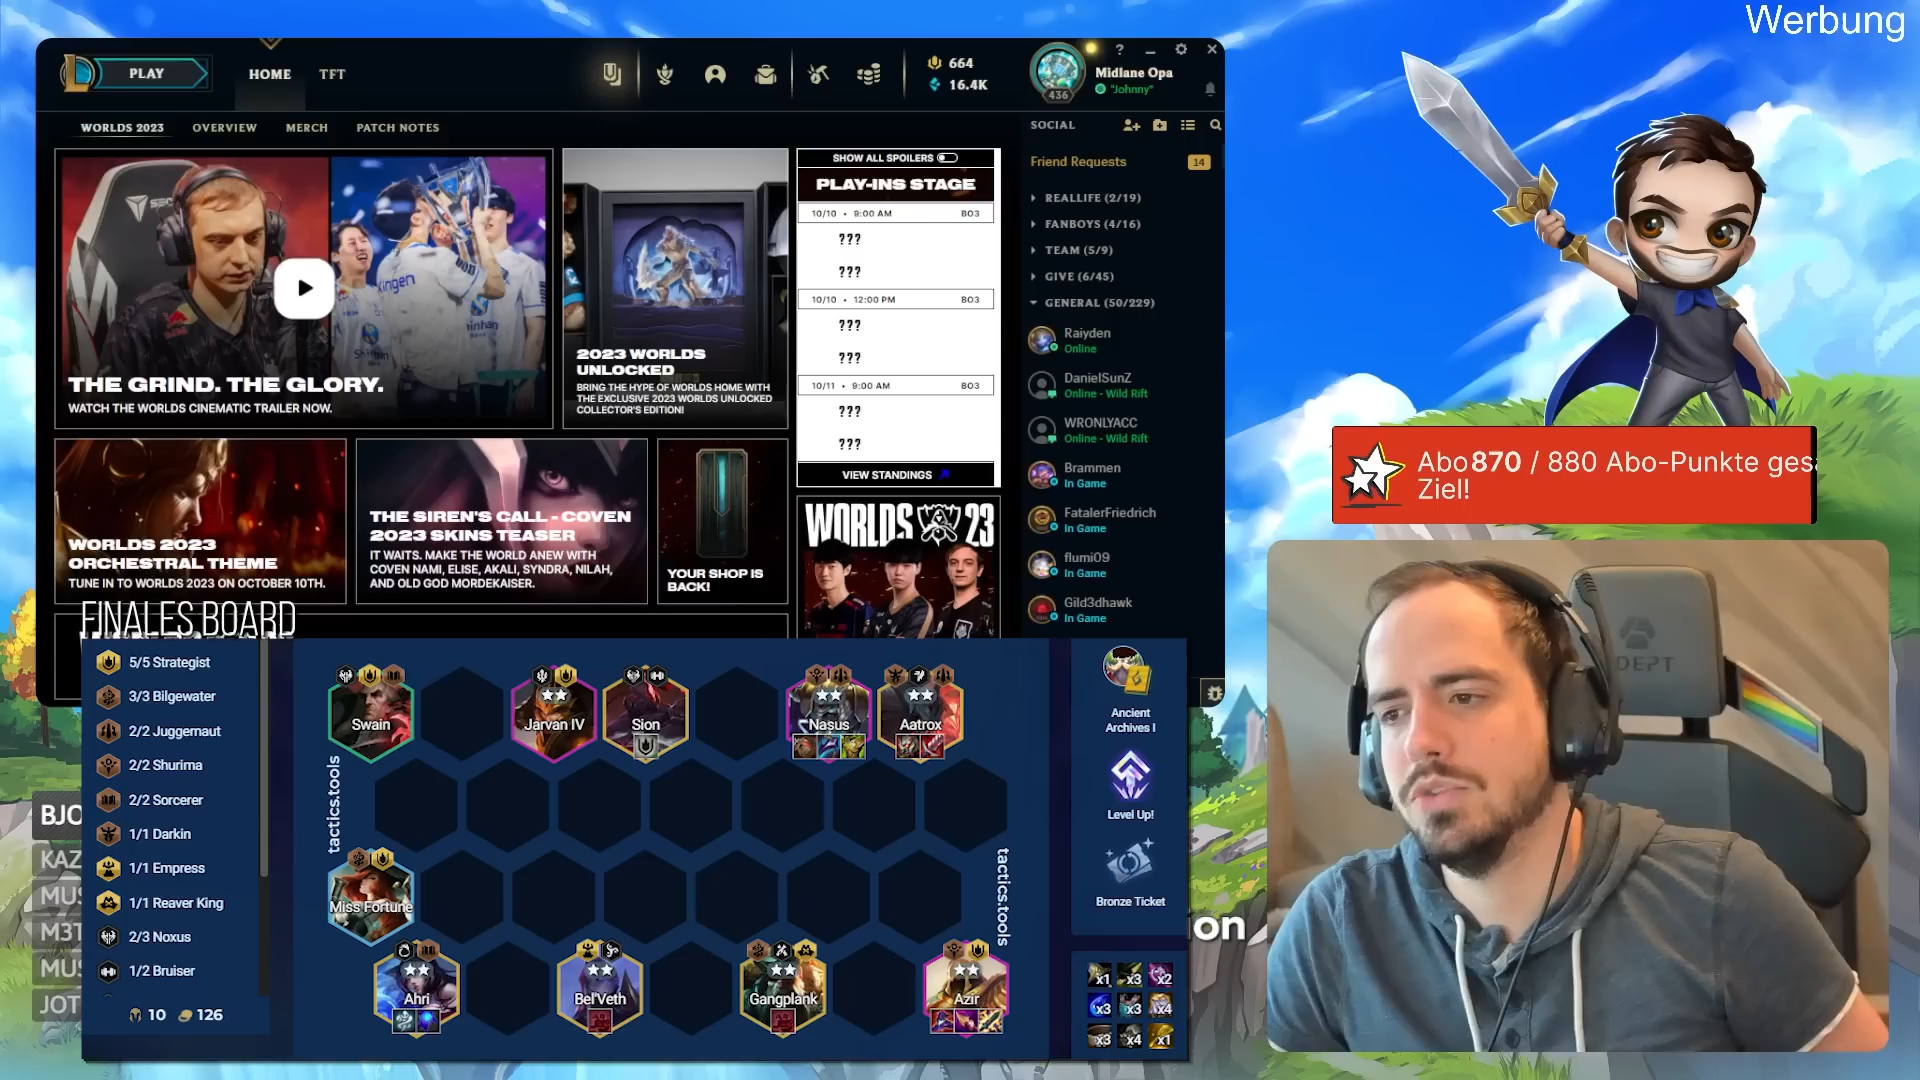 Werbung
PLAY
HOME
TFT
664
16.4K
436
Midlane Opa
"Johnny"
WORLDS 2023
OVERVIEW
MERCH
PATCH NOTES
SOCIAL
Friend Requests
14
REALLIFE (2/19)
FANBOYS (4/16)
TEAM (5/9)
GIVE (6/45)
GENERAL (50/229)
Raiyden
Online
DanielSunZ
Online - Wild Rift
WRONLYACC
Online - Wild Rift
Brammen
In Game
FatalerFriedrich
In Game
flumi09
In Game
Gild3dhawk
In Game
THE GRIND. THE GLORY.
WATCH THE WORLDS CINEMATIC TRAILER NOW.
2023 WORLDS
UNLOCKED
BRING THE HYPE OF WORLDS HOME WITH
THE EXCLUSIVE 2023 WORLDS UNLOCKED
COLLECTOR'S EDITION!
SHOW ALL SPOILERS
PLAY-INS STAGE
10/10 • 9:00 AM BO3
???
???
10/10 • 12:00 PM BO3
???
???
10/11 • 9:00 AM BO3
???
???
VIEW STANDINGS
WORLDS 23
WORLDS 2023
ORCHESTRAL THEME
TUNE IN TO WORLDS 2023 ON OCTOBER 10TH.
THE SIREN'S CALL - COVEN
2023 SKINS TEASER
IT WAITS. MAKE THE WORLD ANEW WITH
COVEN NAMI, ELISE, AKALI, SYNDRA, NILAH,
AND OLD GOD MORDEKAISER.
YOUR SHOP IS
BACK!
Abo 870 / 880 Abo-Punkte gesa
Ziel!
FINALES BOARD
5/5 Strategist
3/3 Bilgewater
2/2 Juggernaut
2/2 Shurima
2/2 Sorcerer
1/1 Darkin
1/1 Empress
1/1 Reaver King
2/3 Noxus
1/2 Bruiser
10
126
tactics.tools
Swain
Jarvan IV
Sion
Nasus
Aatrox
Miss Fortune
Ahri
Bel'Veth
Gangplank
Azir
tactics.tools
Ancient
Archives I
Level Up!
Bronze Ticket
x1 x3 x2
x3 x3 x4
x3 x4 x1
BJO
KAZ
MUS
M3T
MUS
JOT
on
DEPT